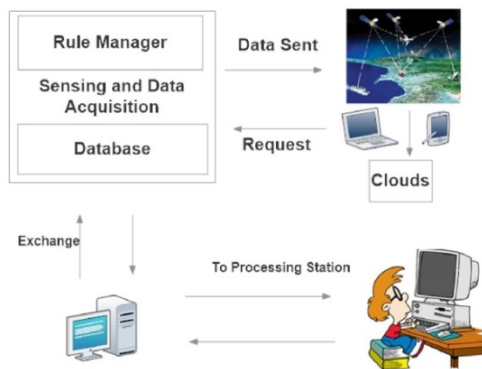 Rule Manager
Data Sent
Sensing and Data
Acquisition
Database
Request
Clouds
Exchange
To Processing Station